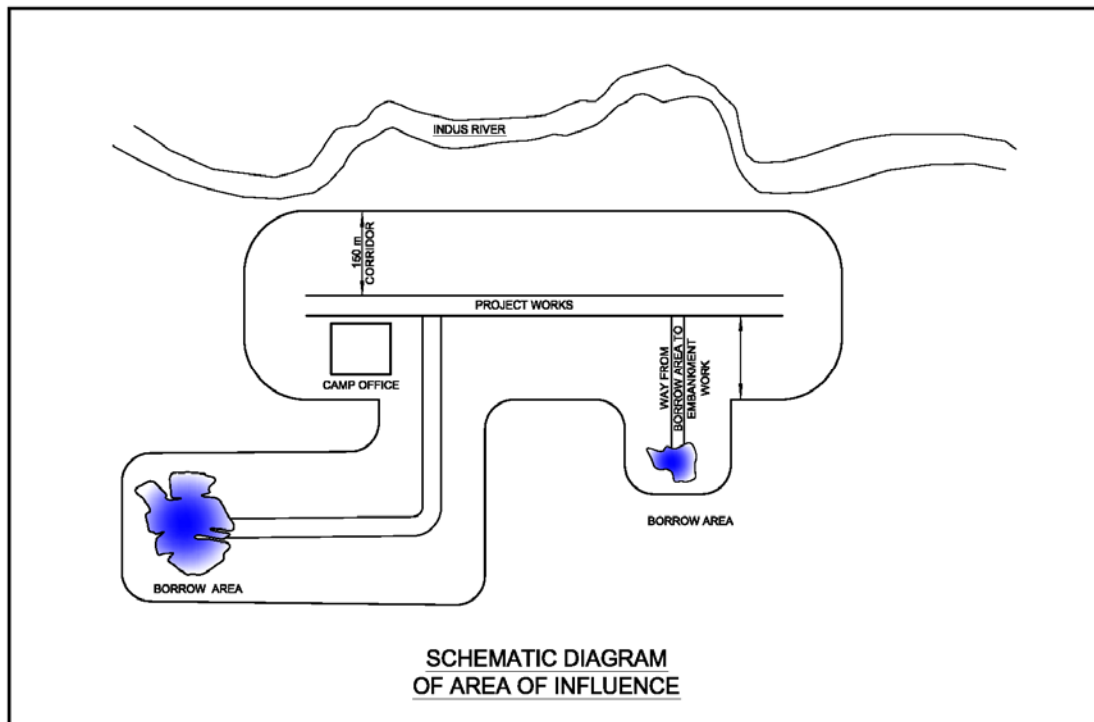 INDUS RIVER
150 m
CORRIDOR
PROJECT WORKS
CAMP OFFICE
WAY FROM
BORROW AREA TO
EMBANKMENT
WORK
BORROW AREA
BORROW AREA
SCHEMATIC DIAGRAM
OF AREA OF INFLUENCE